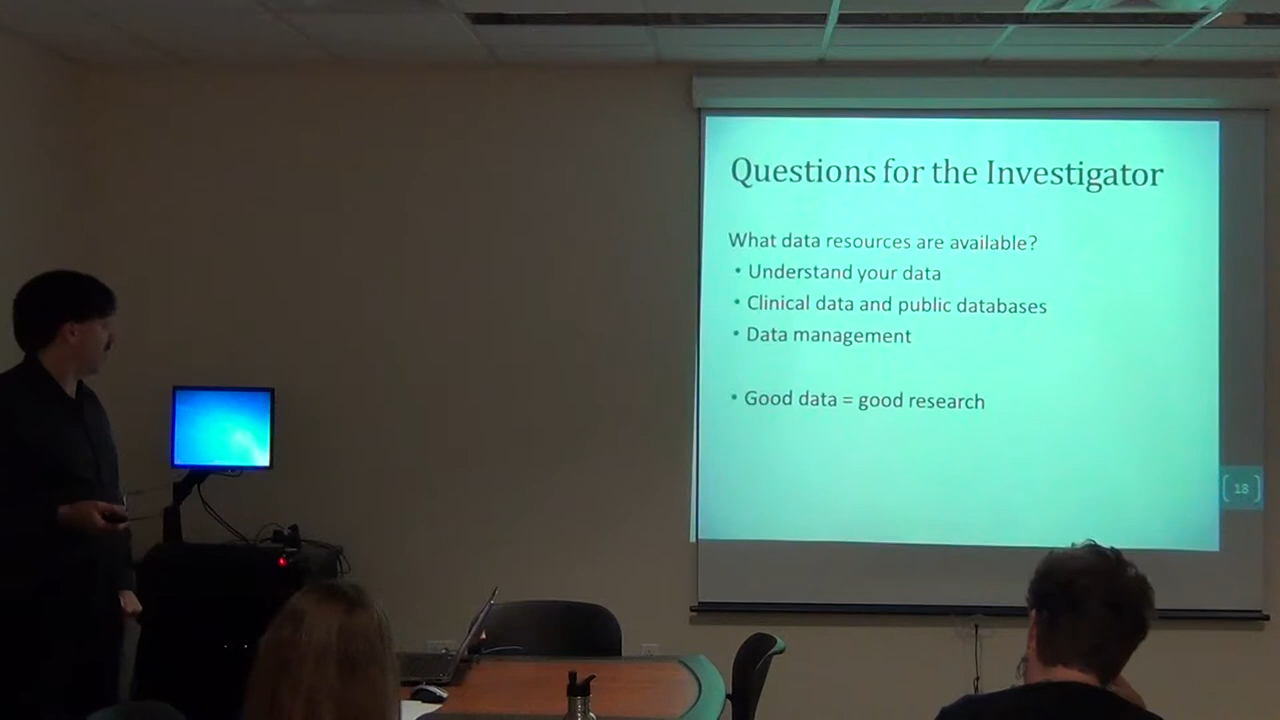 Questions for the Investigator
What data resources are available?
• Understand your data
• Clinical data and public databases
• Data management
• Good data = good research
18